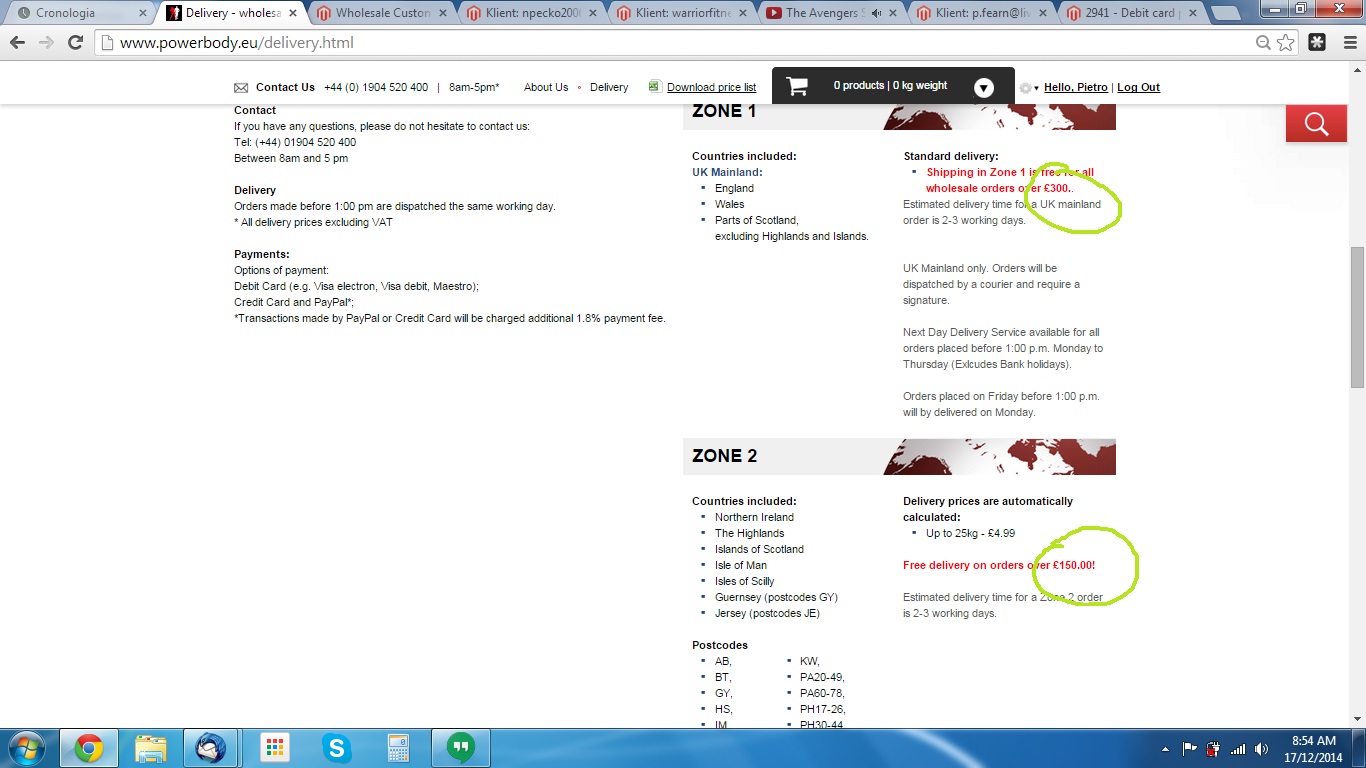 Cronologia
Delivery - wholesa
Wholesale Custom
Klient: npecko200
Klient: warriorfitne
The Avengers S
Klient: p.fearn@liv
2941 - Debit card p
www.powerbody.eu/delivery.html
Contact Us +44 (0) 1904 520 400 | 8am-5pm*
About Us • Delivery
Download price list
0 products | 0 kg weight
Hello, Pietro | Log Out
Contact
If you have any questions, please do not hesitate to contact us:
Tel: (+44) 01904 520 400
Between 8am and 5 pm
Delivery
Orders made before 1:00 pm are dispatched the same working day.
* All delivery prices excluding VAT
Payments:
Options of payment:
Debit Card (e.g. Visa electron, Visa debit, Maestro);
Credit Card and PayPal*;
*Transactions made by PayPal or Credit Card will be charged additional 1.8% payment fee.
ZONE 1
Countries included:
UK Mainland:
England
Wales
Parts of Scotland,
excluding Highlands and Islands.
Standard delivery:
Shipping in Zone 1 is free for all
wholesale orders over £300..
Estimated delivery time for a UK mainland
order is 2-3 working days.
UK Mainland only. Orders will be
dispatched by a courier and require a
signature.
Next Day Delivery Service available for all
orders placed before 1:00 p.m. Monday to
Thursday (Exlcudes Bank holidays).
Orders placed on Friday before 1:00 p.m.
will by delivered on Monday.
ZONE 2
Countries included:
Northern Ireland
The Highlands
Islands of Scotland
Isle of Man
Isles of Scilly
Guernsey (postcodes GY)
Jersey (postcodes JE)
Delivery prices are automatically
calculated:
Up to 25kg - £4.99
Free delivery on orders over £150.00!
Estimated delivery time for a Zone 2 order
is 2-3 working days.
Postcodes
AB,
BT,
GY,
HS,
IM
KW,
PA20-49,
PA60-78,
PH17-26,
PH30-44
8:54 AM
17/12/2014